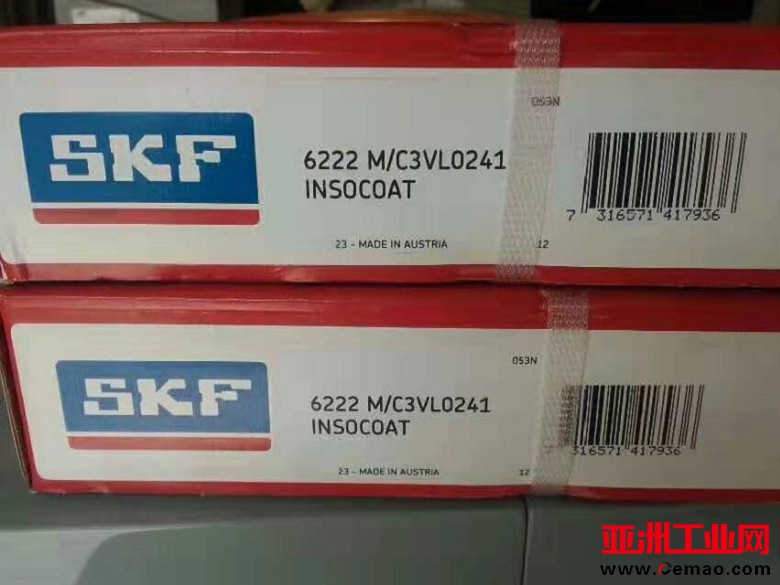 053N
SKF
6222 M/C3VL0241
INSOCOAT
7 316571 417936
23 - MADE IN AUSTRIA
12
053N
SKF
6222 M/C3VL0241
INSOCOAT
316571 417936
23 - MADE IN AUSTRIA
12
亚洲工业网
www.Cemao.com